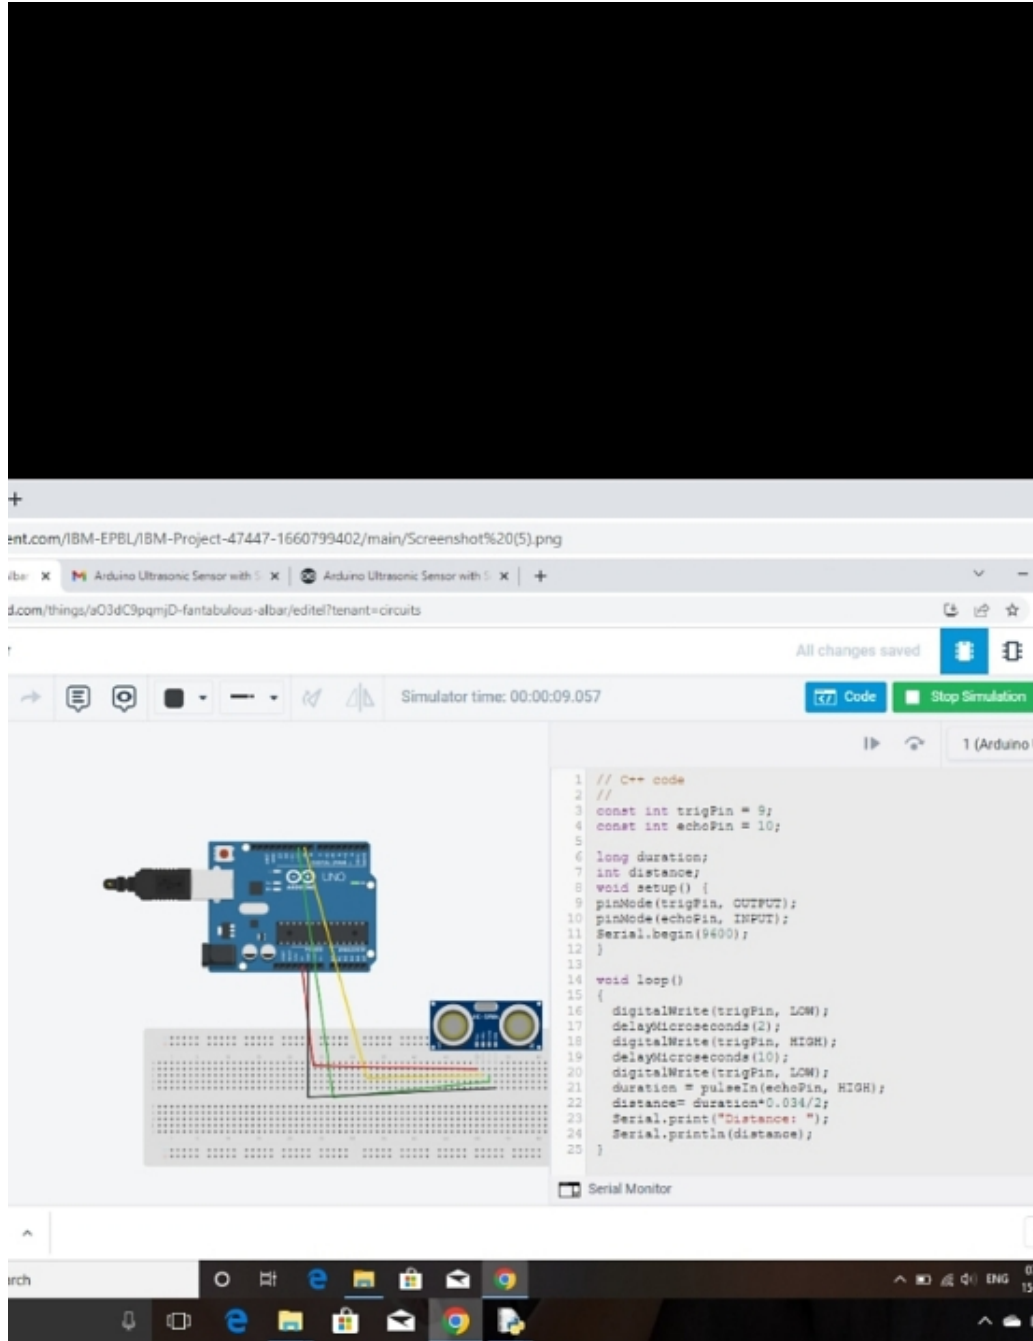 ent.com/IBM-EPBL/IBM-Project-47447-1660799402/main/Screenshot%20(5).png
Arduino Ultrasonic Sensor with S
Arduino Ultrasonic Sensor with S
d.com/things/aO3dC9pqmjD-fantabulous-albar/editel?tenant=circuits
All changes saved
Simulator time: 00:00:09.057
Code
Stop Simulation
1 (Arduino
UNO
1 // C++ code
2 //
3 const int trigPin = 9;
4 const int echoPin = 10;
5
6 long duration;
7 int distance;
8 void setup() {
9 pinMode(trigPin, OUTPUT);
10 pinMode(echoPin, INPUT);
11 Serial.begin(9600);
12 }
13
14 void loop()
15 {
16 digitalWrite(trigPin, LOW);
17 delayMicroseconds(2);
18 digitalWrite(trigPin, HIGH);
19 delayMicroseconds(10);
20 digitalWrite(trigPin, LOW);
21 duration = pulseIn(echoPin, HIGH);
22 distance= duration*0.034/2;
23 Serial.print("Distance: ");
24 Serial.println(distance);
25 }
Serial Monitor
ENG